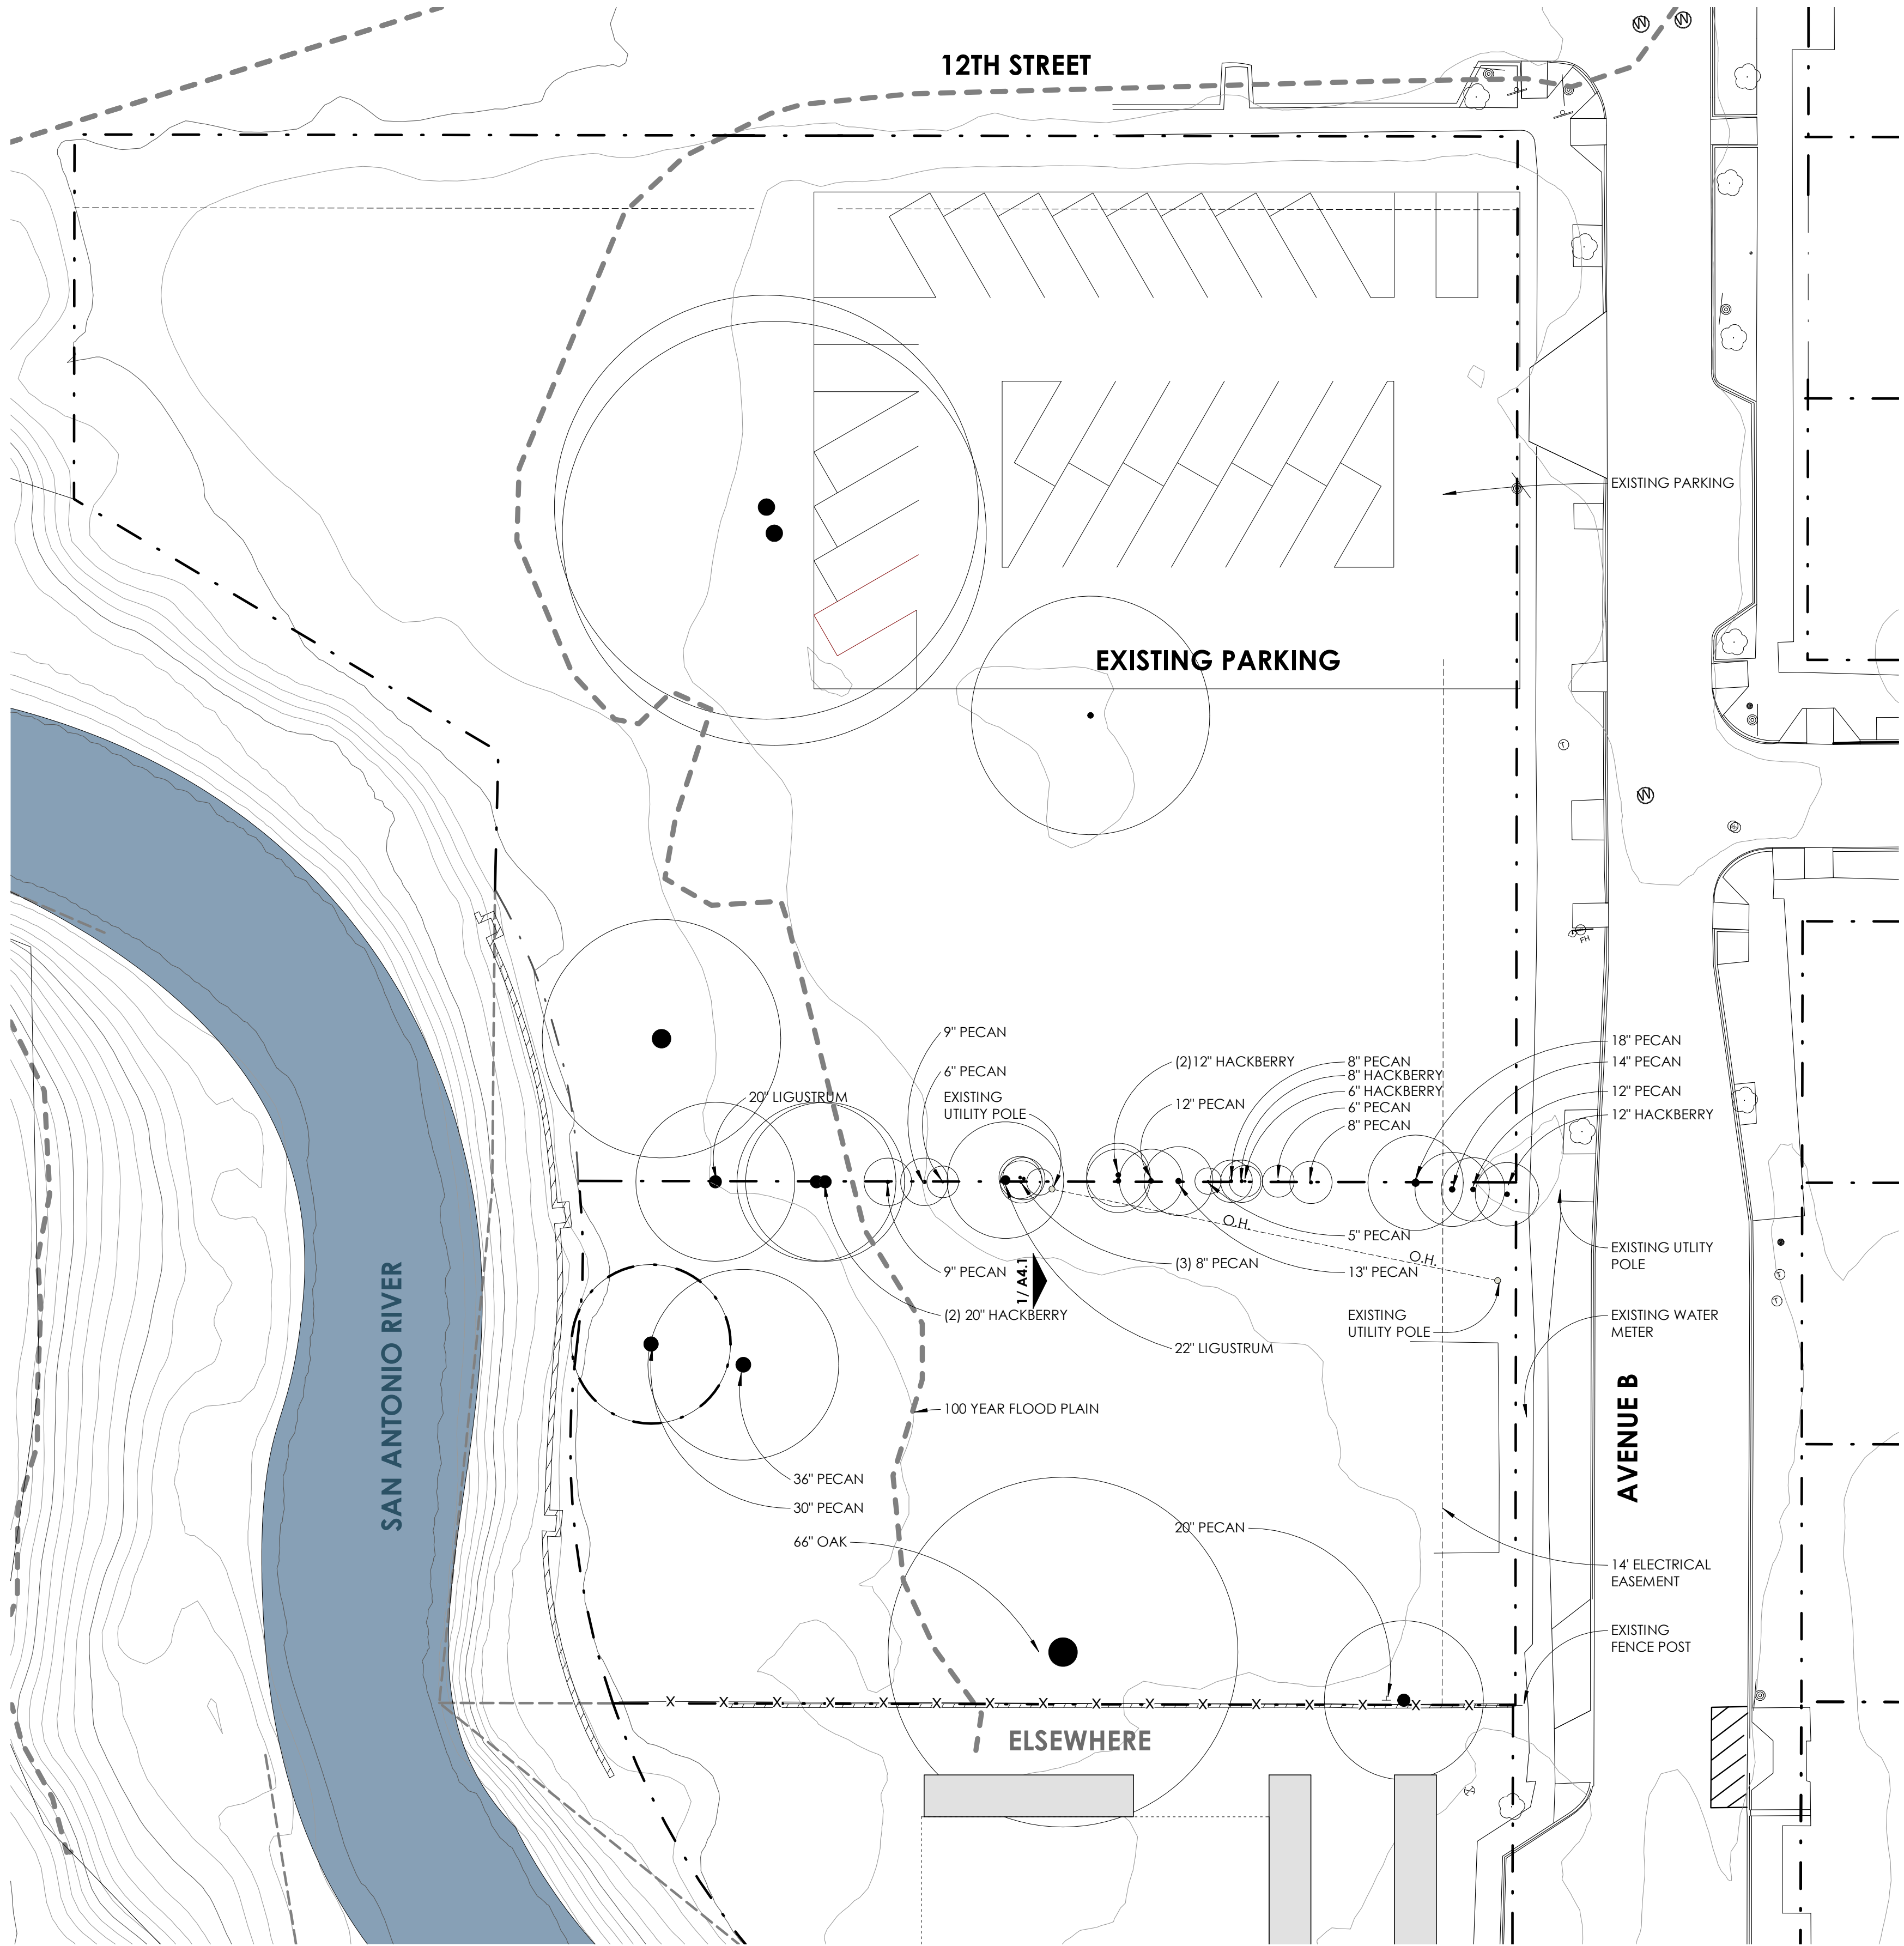 12TH STREET
EXISTING PARKING
EXISTING PARKING
9" PECAN
18" PECAN
(2)12" HACKBERRY
8" PECAN
14" PECAN
6" PECAN
8" HACKBERRY
6" HACKBERRY
12" PECAN
20" LIGUSTRUM
EXISTING
UTILITY POLE
12" PECAN
6" PECAN
12" HACKBERRY
8" PECAN
O.H.
5" PECAN
EXISTING UTLITY
POLE
O.H.
(3) 8" PECAN
9" PECAN
13" PECAN
1/ A4.1
(2) 20" HACKBERRY
EXISTING
UTILITY POLE
EXISTING WATER
METER
22" LIGUSTRUM
SAN ANTONIO RIVER
AVENUE B
100 YEAR FLOOD PLAIN
36" PECAN
30" PECAN
20" PECAN
66" OAK
14' ELECTRICAL
EASEMENT
EXISTING
FENCE POST
X X X X X X X X X X X X X X X X
ELSEWHERE
W
W
W
T
FH
T
T